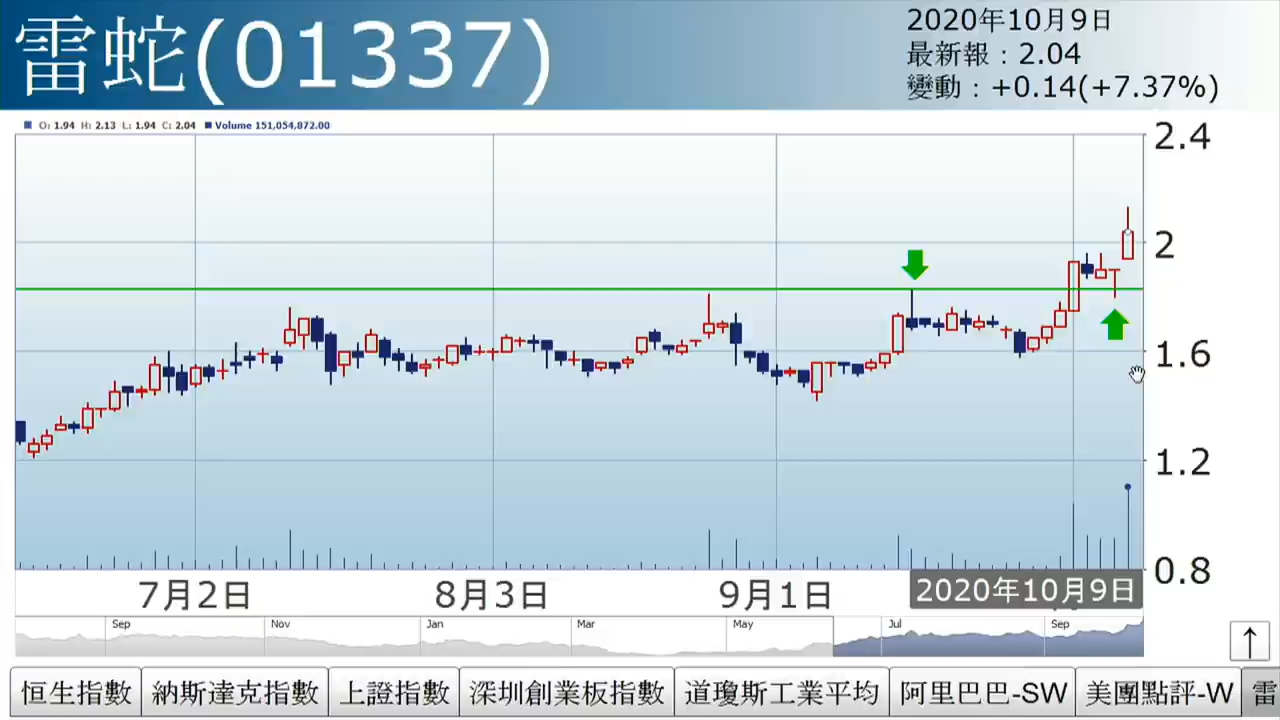 雷蛇(01337)
2020年10月9日
最新報：2.04
變動：+0.14(+7.37%)
O: 1.94 H: 2.13 L: 1.94 C: 2.04 Volume 151,054,872.00
2.4
2
1.6
1.2
0.8
7月2日 8月3日 9月1日 2020年10月9日
Sep Nov Jan Mar May Jul Sep
恒生指數 納斯達克指數 上證指數 深圳創業板指數 道瓊斯工業平均 阿里巴巴-SW 美團點評-W 雷